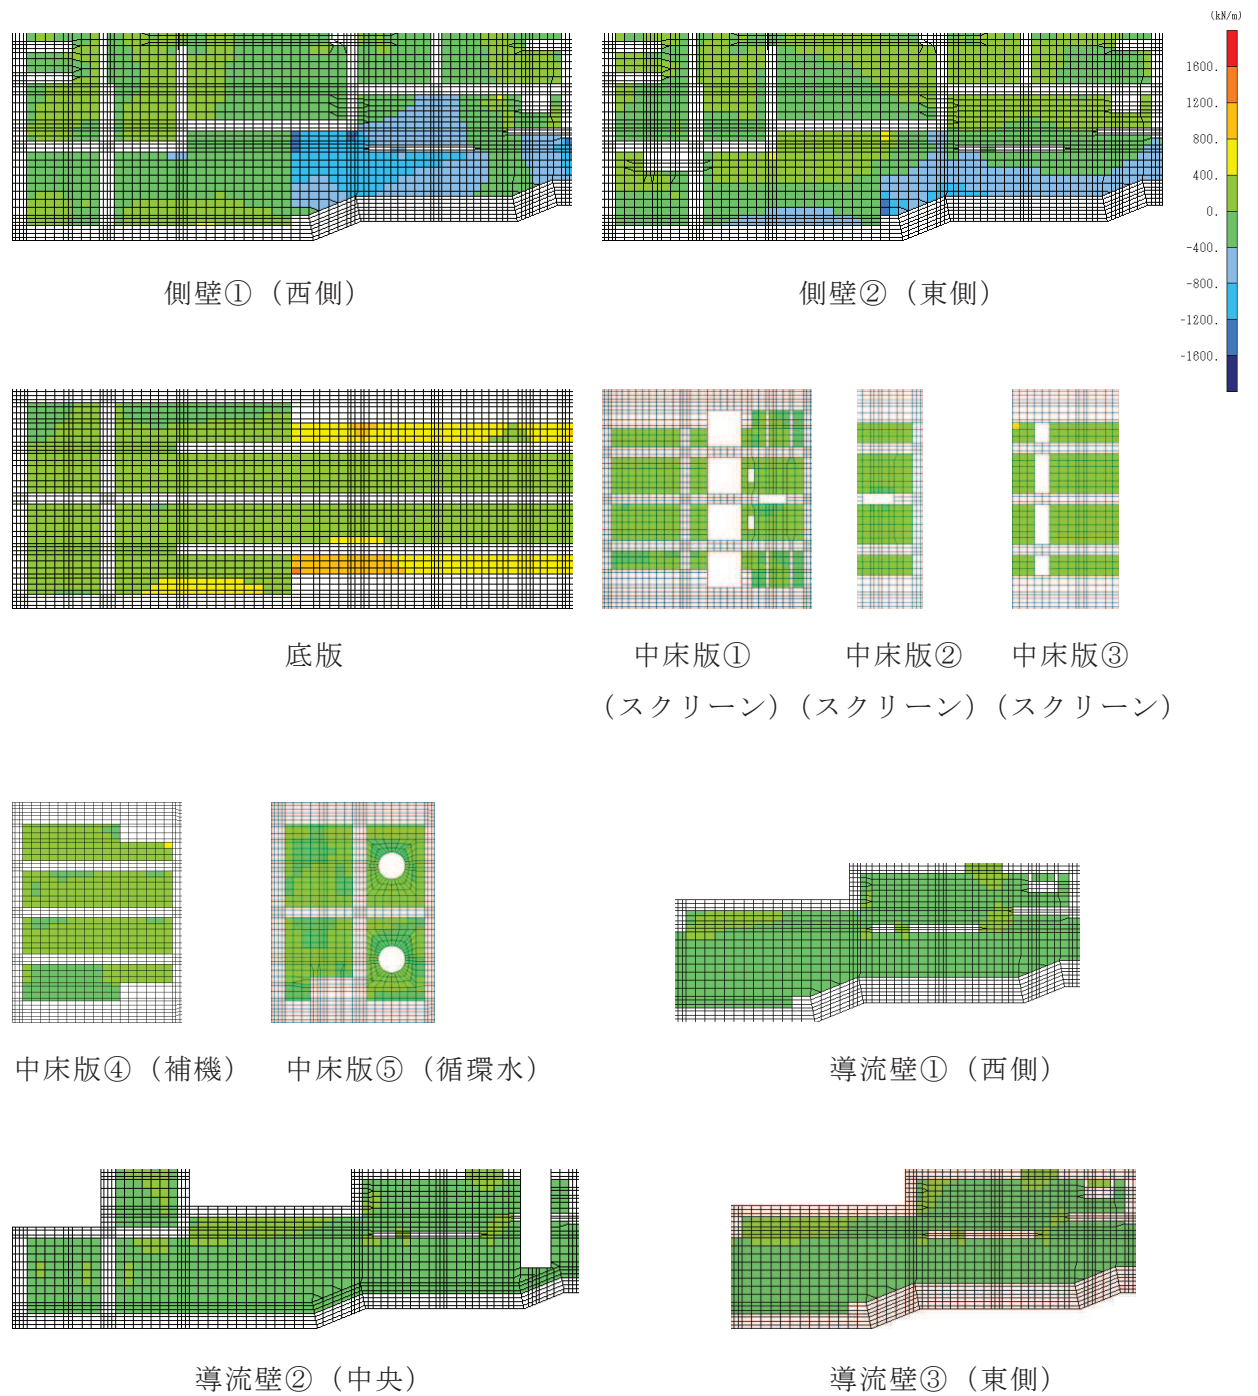 (kN/m)
1600.
1200.
800.
400.
0.
-400.
-800.
-1200.
-1600.
側壁①（西側）
側壁②（東側）
底版
中床版①
（スクリーン）
中床版②
（スクリーン）
中床版③
（スクリーン）
中床版④（補機）
中床版⑤（循環水）
導流壁①（西側）
導流壁②（中央）
導流壁③（東側）